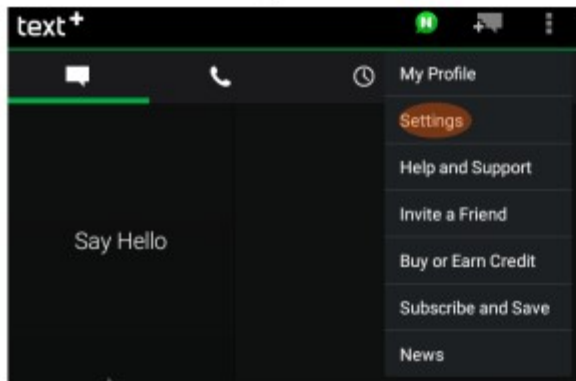 text+
My Profile
Settings
Help and Support
Invite a Friend
Say Hello
Buy or Earn Credit
Subscribe and Save
News